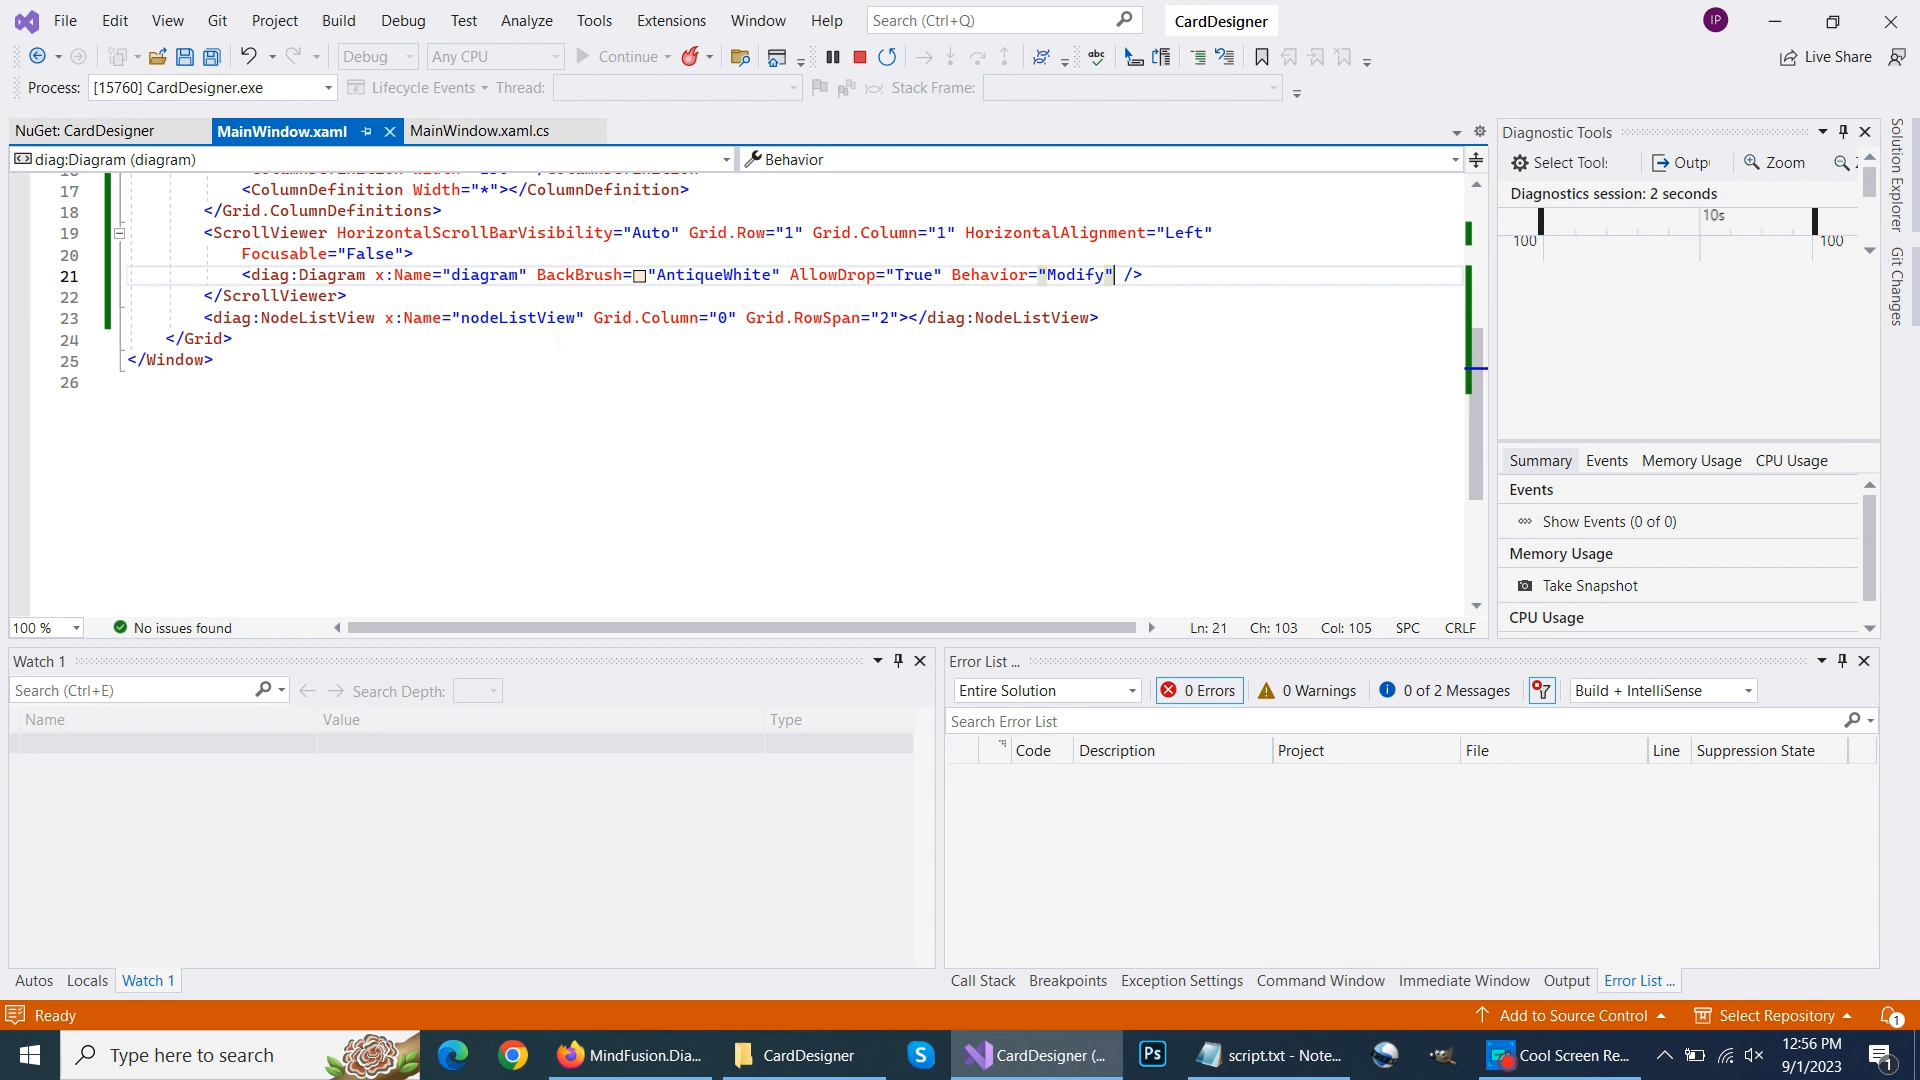 File Edit View Git Project Build Debug Test Analyze Tools Extensions Window Help Search (Ctrl+Q) CardDesigner IP
Debug Any CPU Continue Live Share
Process: [15760] CardDesigner.exe Lifecycle Events Thread: Stack Frame:
NuGet: CardDesigner MainWindow.xaml MainWindow.xaml.cs
diag:Diagram (diagram) Behavior
17 <ColumnDefinition Width="*"></ColumnDefinition>
18 </Grid.ColumnDefinitions>
19 <ScrollViewer HorizontalScrollBarVisibility="Auto" Grid.Row="1" Grid.Column="1" HorizontalAlignment="Left"
20 Focusable="False">
21 <diag:Diagram x:Name="diagram" BackBrush="AntiqueWhite" AllowDrop="True" Behavior="Modify" />
22 </ScrollViewer>
23 <diag:NodeListView x:Name="nodeListView" Grid.Column="0" Grid.RowSpan="2"></diag:NodeListView>
24 </Grid>
25 </Window>
26
100 % No issues found Ln: 21 Ch: 103 Col: 105 SPC CRLF
Diagnostic Tools
Select Tools Outp Zoom
Diagnostics session: 2 seconds
10s
100 100
Summary Events Memory Usage CPU Usage
Events
Show Events (0 of 0)
Memory Usage
Take Snapshot
CPU Usage
Solution Explorer
Git Changes
Watch 1
Search (Ctrl+E) Search Depth:
Name Value Type
Autos Locals Watch 1
Error List ...
Entire Solution 0 Errors 0 Warnings 0 of 2 Messages Build + IntelliSense
Search Error List
Code Description Project File Line Suppression State
Call Stack Breakpoints Exception Settings Command Window Immediate Window Output Error List ...
Ready Add to Source Control Select Repository 1
Type here to search MindFusion.Dia... CardDesigner CardDesigner (... Ps script.txt - Note... Cool Screen Re... 12:56 PM
9/1/2023 1